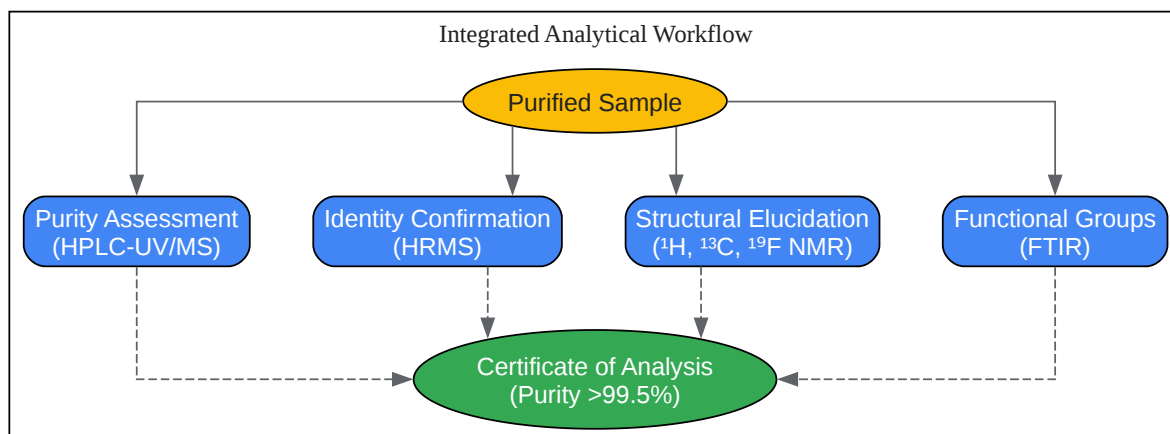 Integrated Analytical Workflow
Purified Sample
Purity Assessment
(HPLC-UV/MS)
Identity Confirmation
(HRMS)
Structural Elucidation
(¹H, ¹³C, ¹⁹F NMR)
Functional Groups
(FTIR)
Certificate of Analysis
(Purity >99.5%)